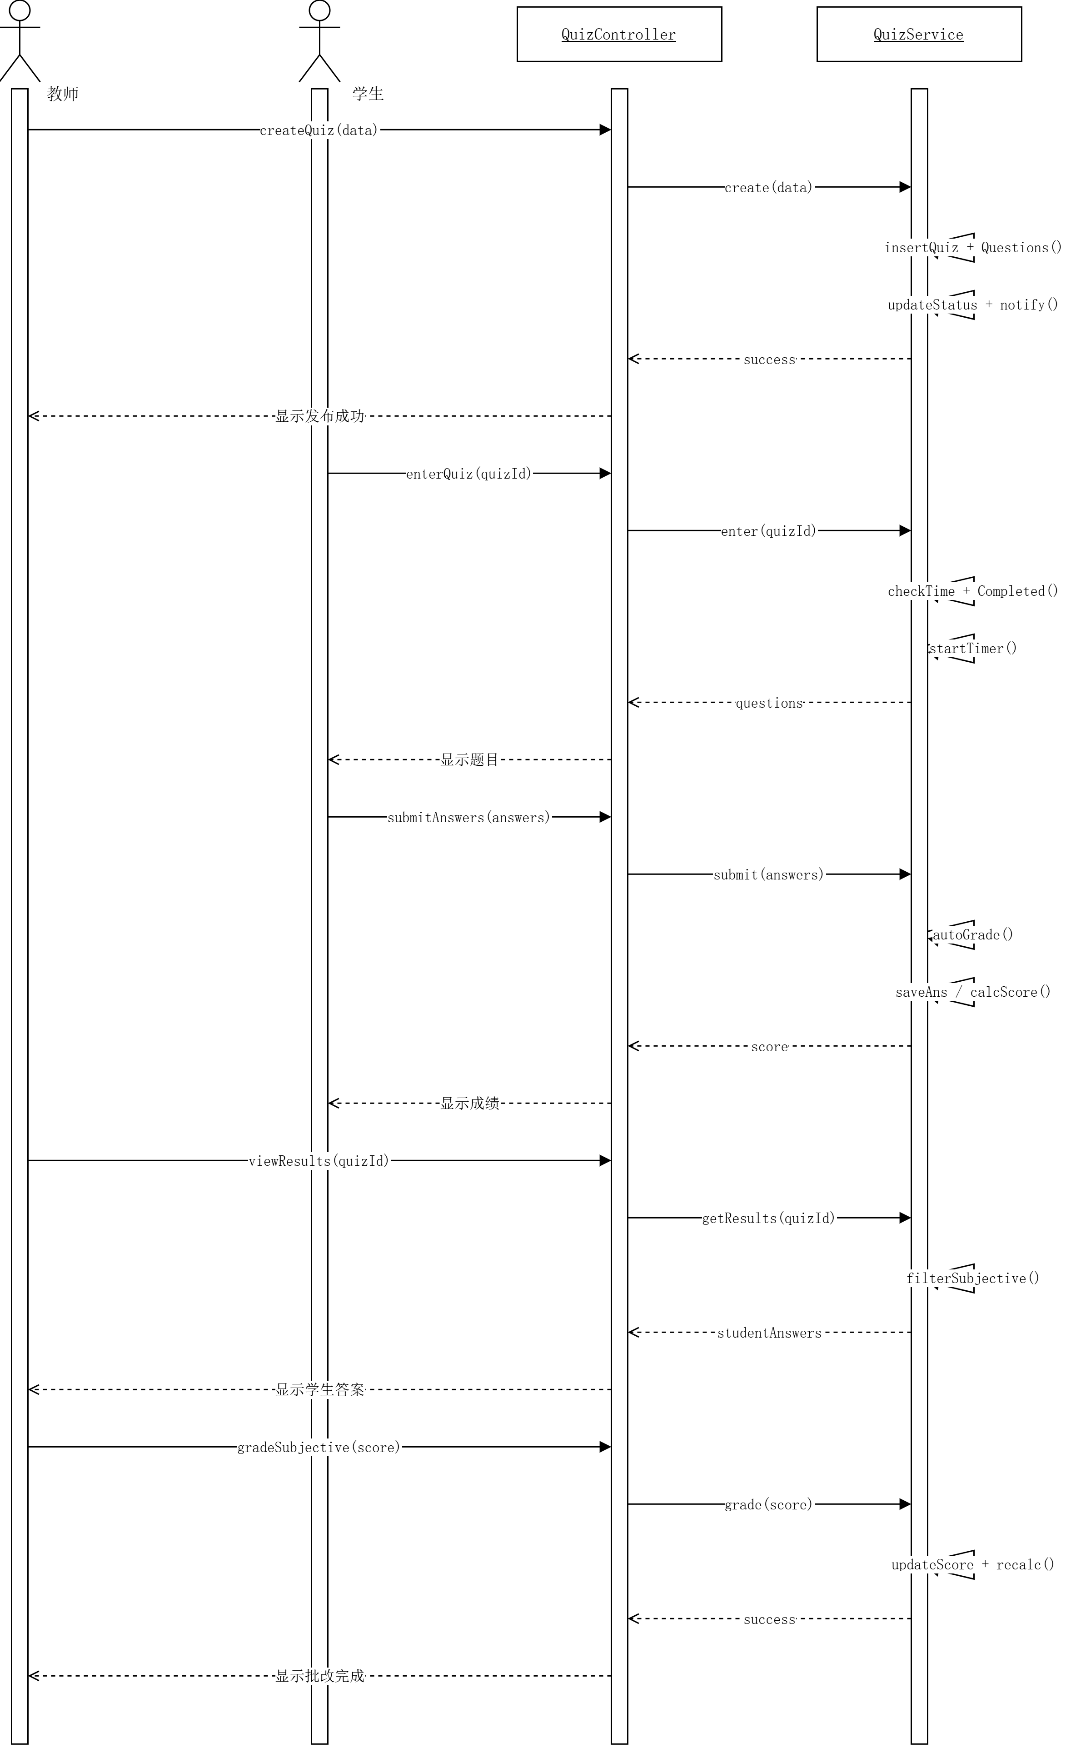 QuizController
QuizService
教师
学生
createQuiz(data)
create(data)
insertQuiz + Questions()
updateStatus + notify()
success
显示发布成功
enterQuiz(quizId)
enter(quizId)
checkTime + Completed()
startTimer()
questions
显示题目
submitAnswers(answers)
submit(answers)
autoGrade()
saveAns / calcScore()
score
显示成绩
viewResults(quizId)
getResults(quizId)
filterSubjective()
studentAnswers
显示学生答案
gradeSubjective(score)
grade(score)
updateScore + recalc()
success
显示批改完成